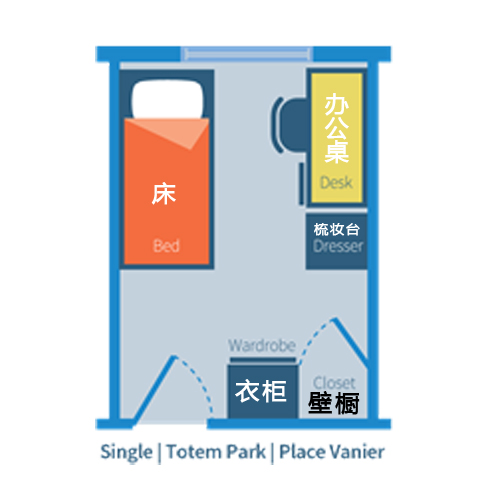 办公桌
Desk
床
Bed
梳妆台
Dresser
Wardrobe
衣柜
Closet
壁橱
Single | Totem Park | Place Vanier